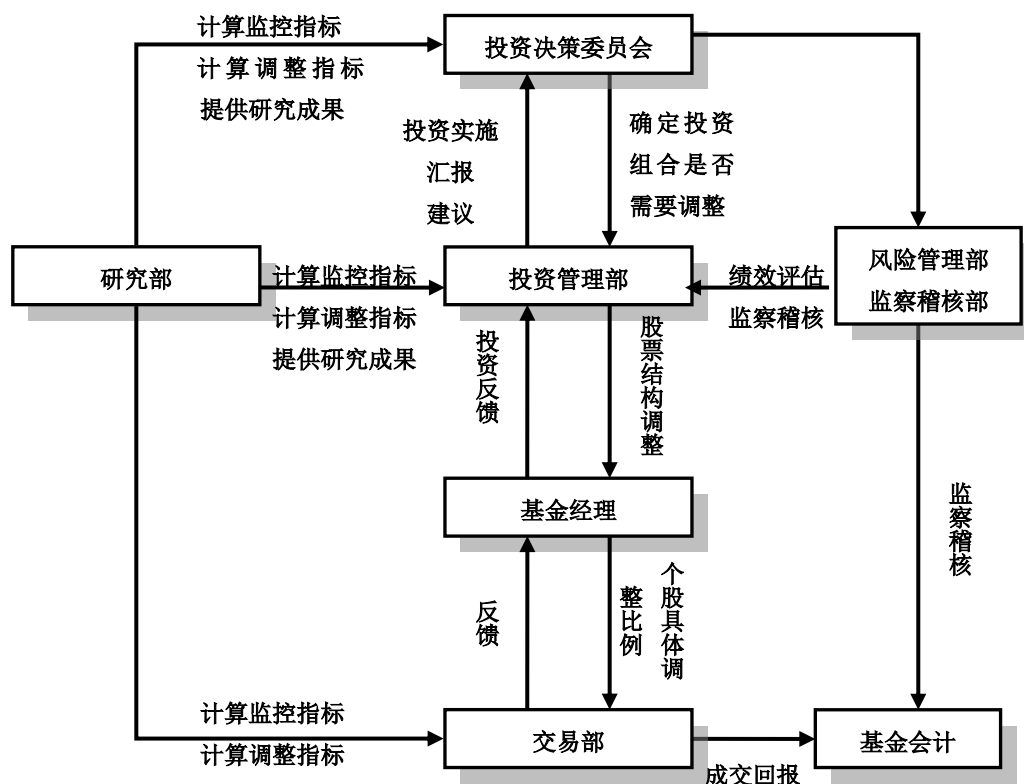 计算监控指标
计算调整指标
提供研究成果
投资决策委员会
投资实施
汇报
建议
确定投资
组合是否
需要调整
研究部
计算监控指标
计算调整指标
提供研究成果
投资管理部
绩效评估
监察稽核
风险管理部
监察稽核部
投资反馈
股票结构调整
基金经理
监察稽核
反馈
个股具体调
整比例
计算监控指标
计算调整指标
交易部
成交回报
基金会计